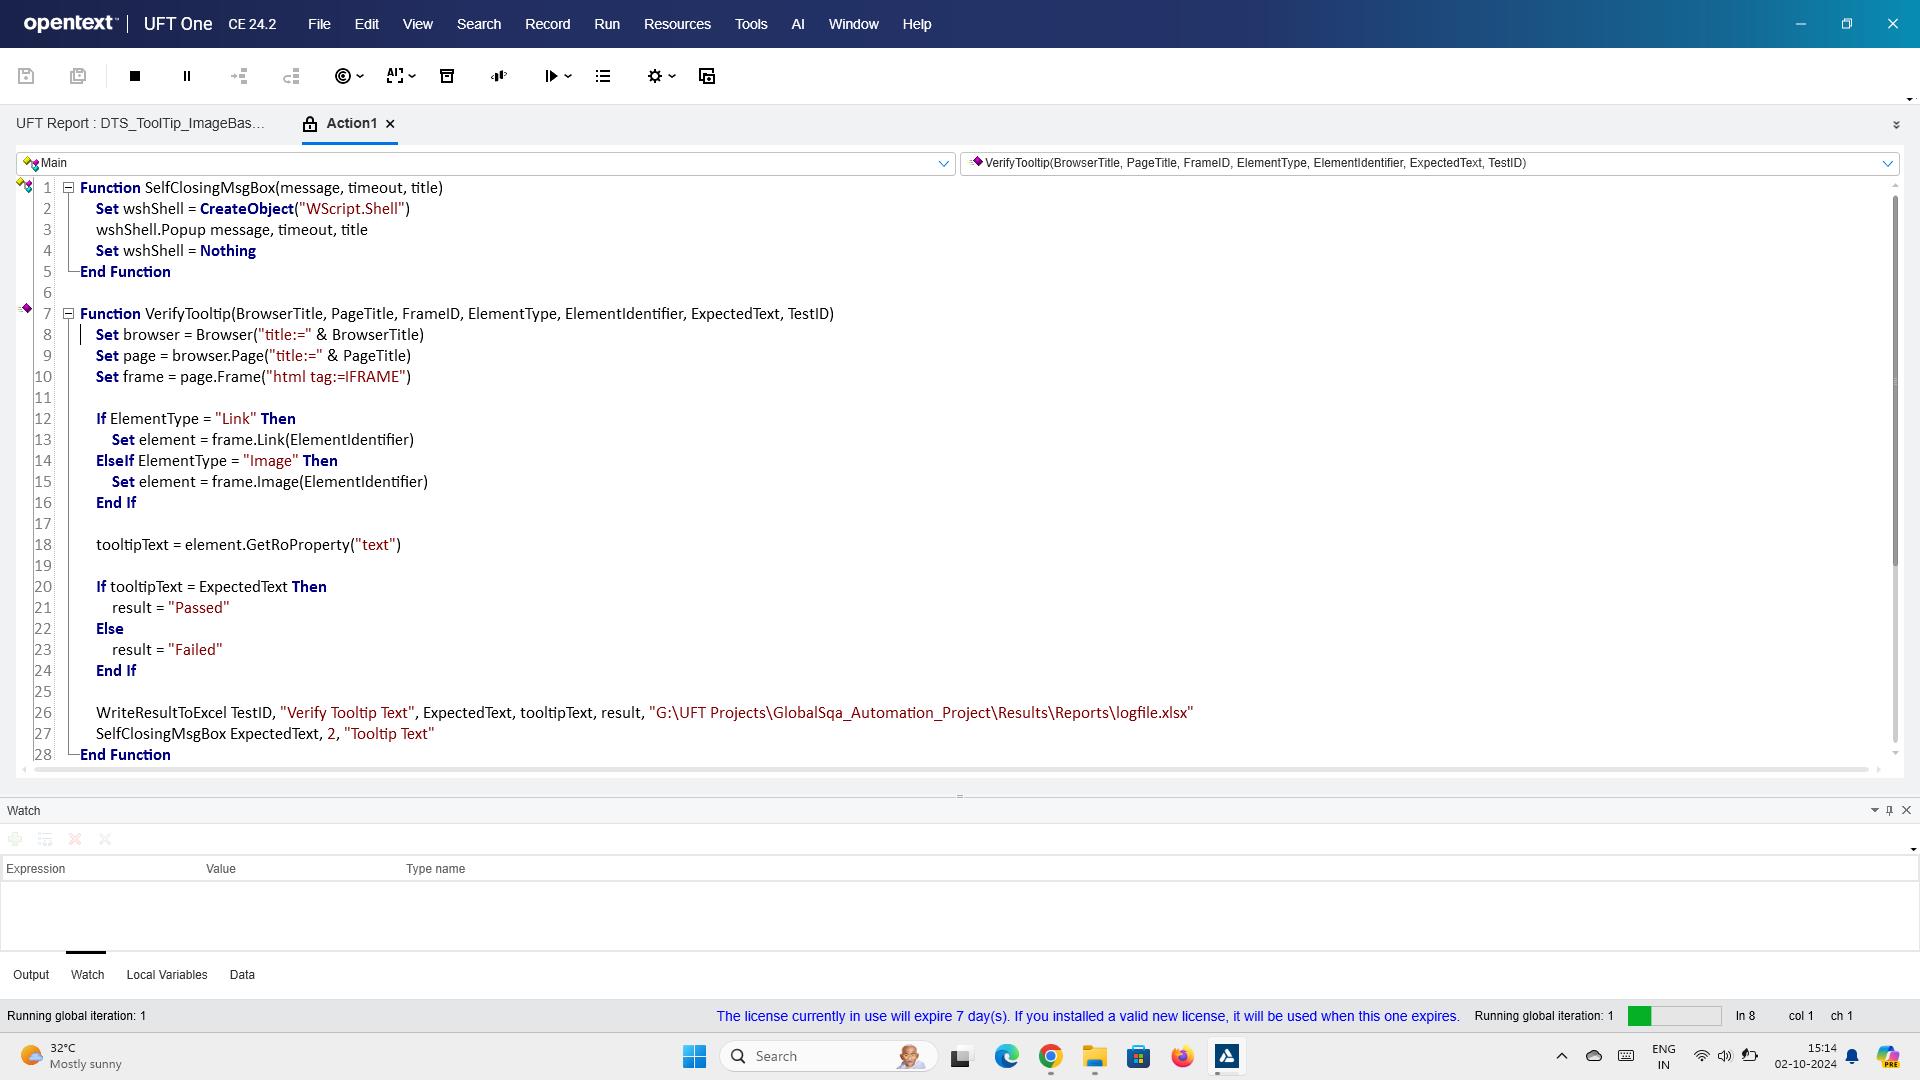 opentext™ | UFT One CE 24.2 File Edit View Search Record Run Resources Tools AI Window Help
UFT Report : DTS_ToolTip_ImageBas... Action1
Main VerifyTooltip(BrowserTitle, PageTitle, FrameID, ElementType, ElementIdentifier, ExpectedText, TestID)
1 Function SelfClosingMsgBox(message, timeout, title)
2 Set wshShell = CreateObject("WScript.Shell")
3 wshShell.Popup message, timeout, title
4 Set wshShell = Nothing
5 End Function
6
7 Function VerifyTooltip(BrowserTitle, PageTitle, FrameID, ElementType, ElementIdentifier, ExpectedText, TestID)
8 Set browser = Browser("title:=" & BrowserTitle)
9 Set page = browser.Page("title:=" & PageTitle)
10 Set frame = page.Frame("html tag:=IFRAME")
11
12 If ElementType = "Link" Then
13 Set element = frame.Link(ElementIdentifier)
14 ElseIf ElementType = "Image" Then
15 Set element = frame.Image(ElementIdentifier)
16 End If
17
18 tooltipText = element.GetRoProperty("text")
19
20 If tooltipText = ExpectedText Then
21 result = "Passed"
22 Else
23 result = "Failed"
24 End If
25
26 WriteResultToExcel TestID, "Verify Tooltip Text", ExpectedText, tooltipText, result, "G:\UFT Projects\GlobalSqa_Automation_Project\Results\Reports\logfile.xlsx"
27 SelfClosingMsgBox ExpectedText, 2, "Tooltip Text"
28 End Function
Watch
Expression Value Type name
Output Watch Local Variables Data
Running global iteration: 1 The license currently in use will expire 7 day(s). If you installed a valid new license, it will be used when this one expires. Running global iteration: 1 ln 8 col 1 ch 1
32°C
Mostly sunny
Search
ENG
IN
15:14
02-10-2024
PRE